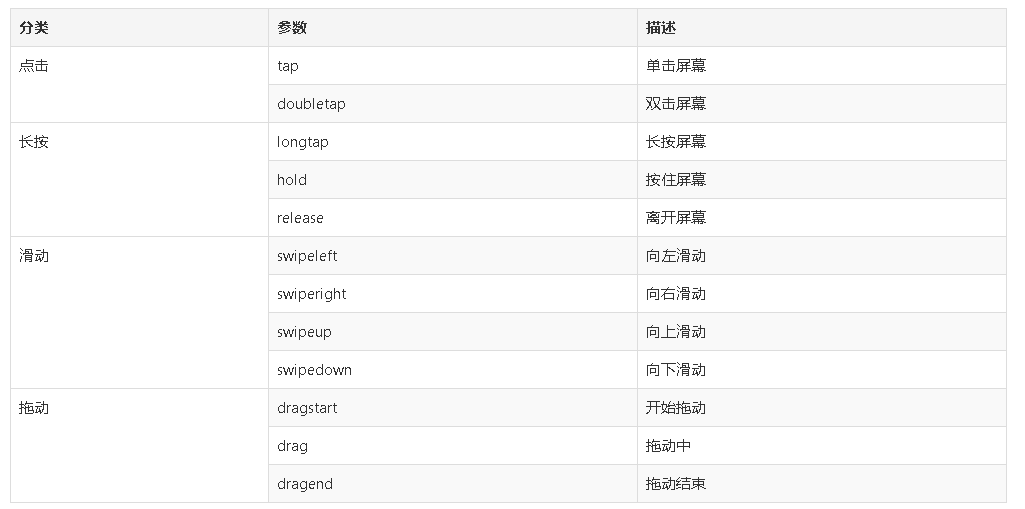 分类 参数 描述
点击 tap 单击屏幕
doubletap 双击屏幕
长按 longtap 长按屏幕
hold 按住屏幕
release 离开屏幕
滑动 swipeleft 向左滑动
swiperight 向右滑动
swipeup 向上滑动
swipedown 向下滑动
拖动 dragstart 开始拖动
drag 拖动中
dragend 拖动结束